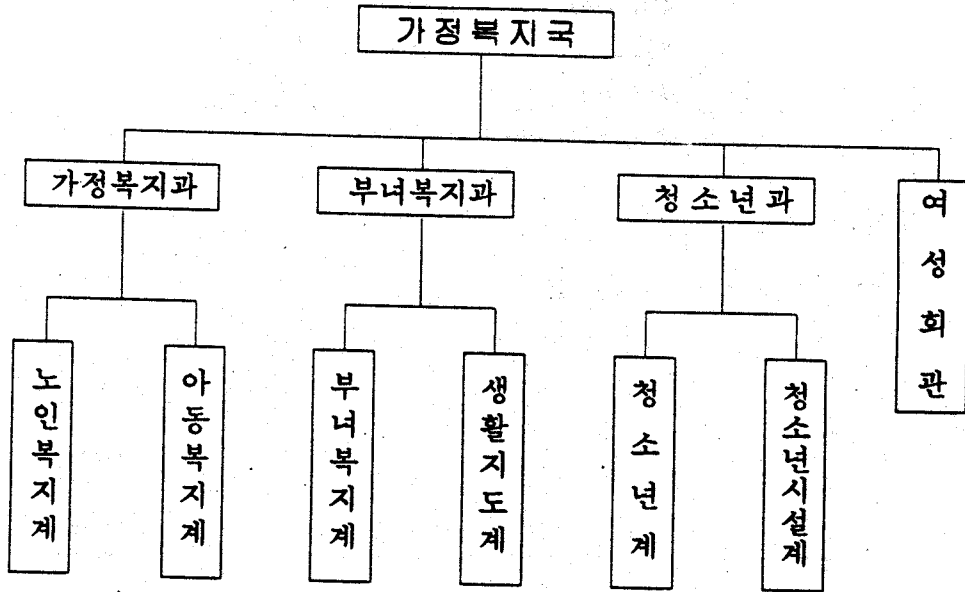 가정복지국
가정복지과
부녀복지과
청소년과
여성회관
노인복지계
아동복지계
부녀복지계
생활지도계
청소년계
청소년시설계